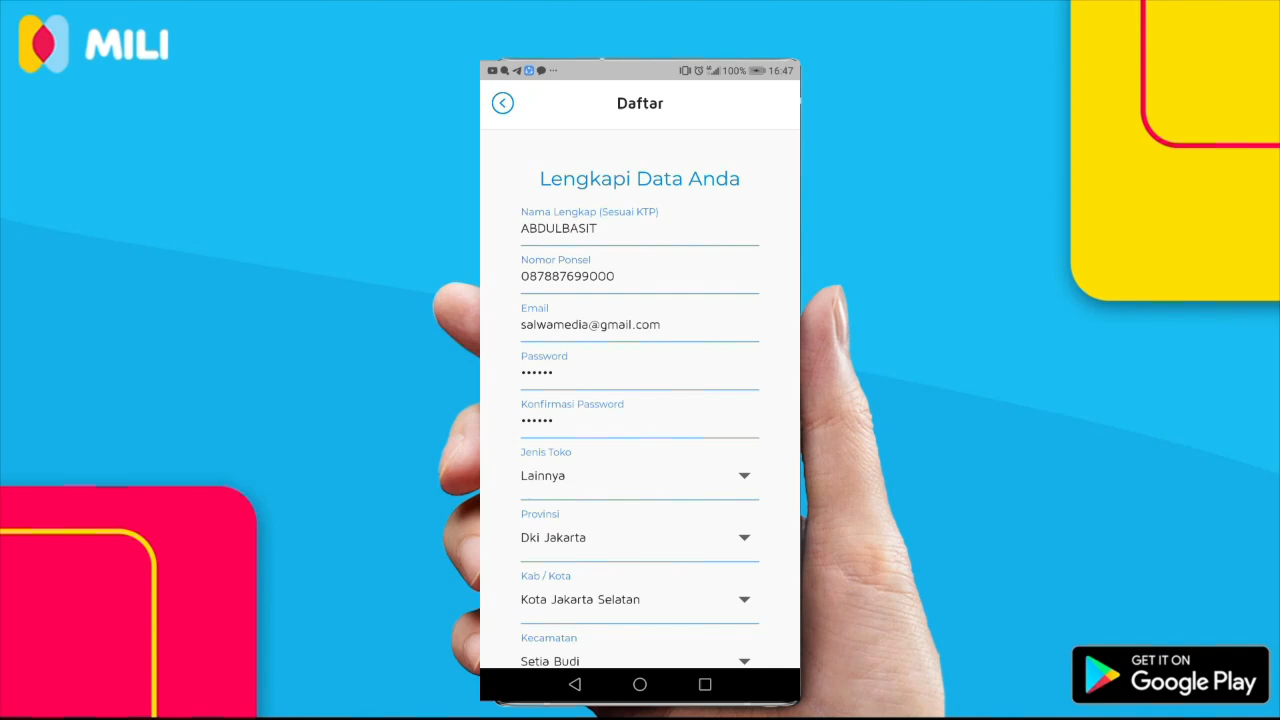 MILI
100% 16:47
Daftar
Lengkapi Data Anda
Nama Lengkap (Sesuai KTP)
ABDULBASIT
Nomor Ponsel
087887699000
Email
salwamedia@gmail.com
Password
••••••
Konfirmasi Password
••••••
Jenis Toko
Lainnya
Provinsi
Dki Jakarta
Kab / Kota
Kota Jakarta Selatan
Kecamatan
Setia Budi
GET IT ON
Google Play